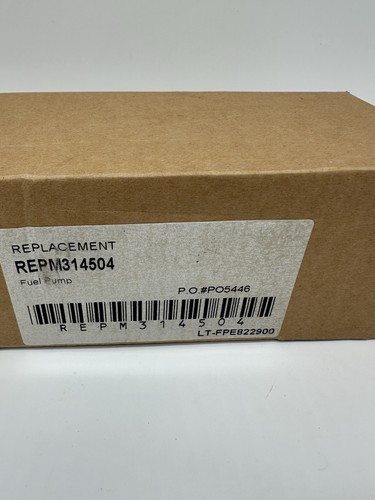 REPLACEMENT
REPM314504
Fuel Pump
P.O.#PO5446
REPM314504
LT-FPE822900